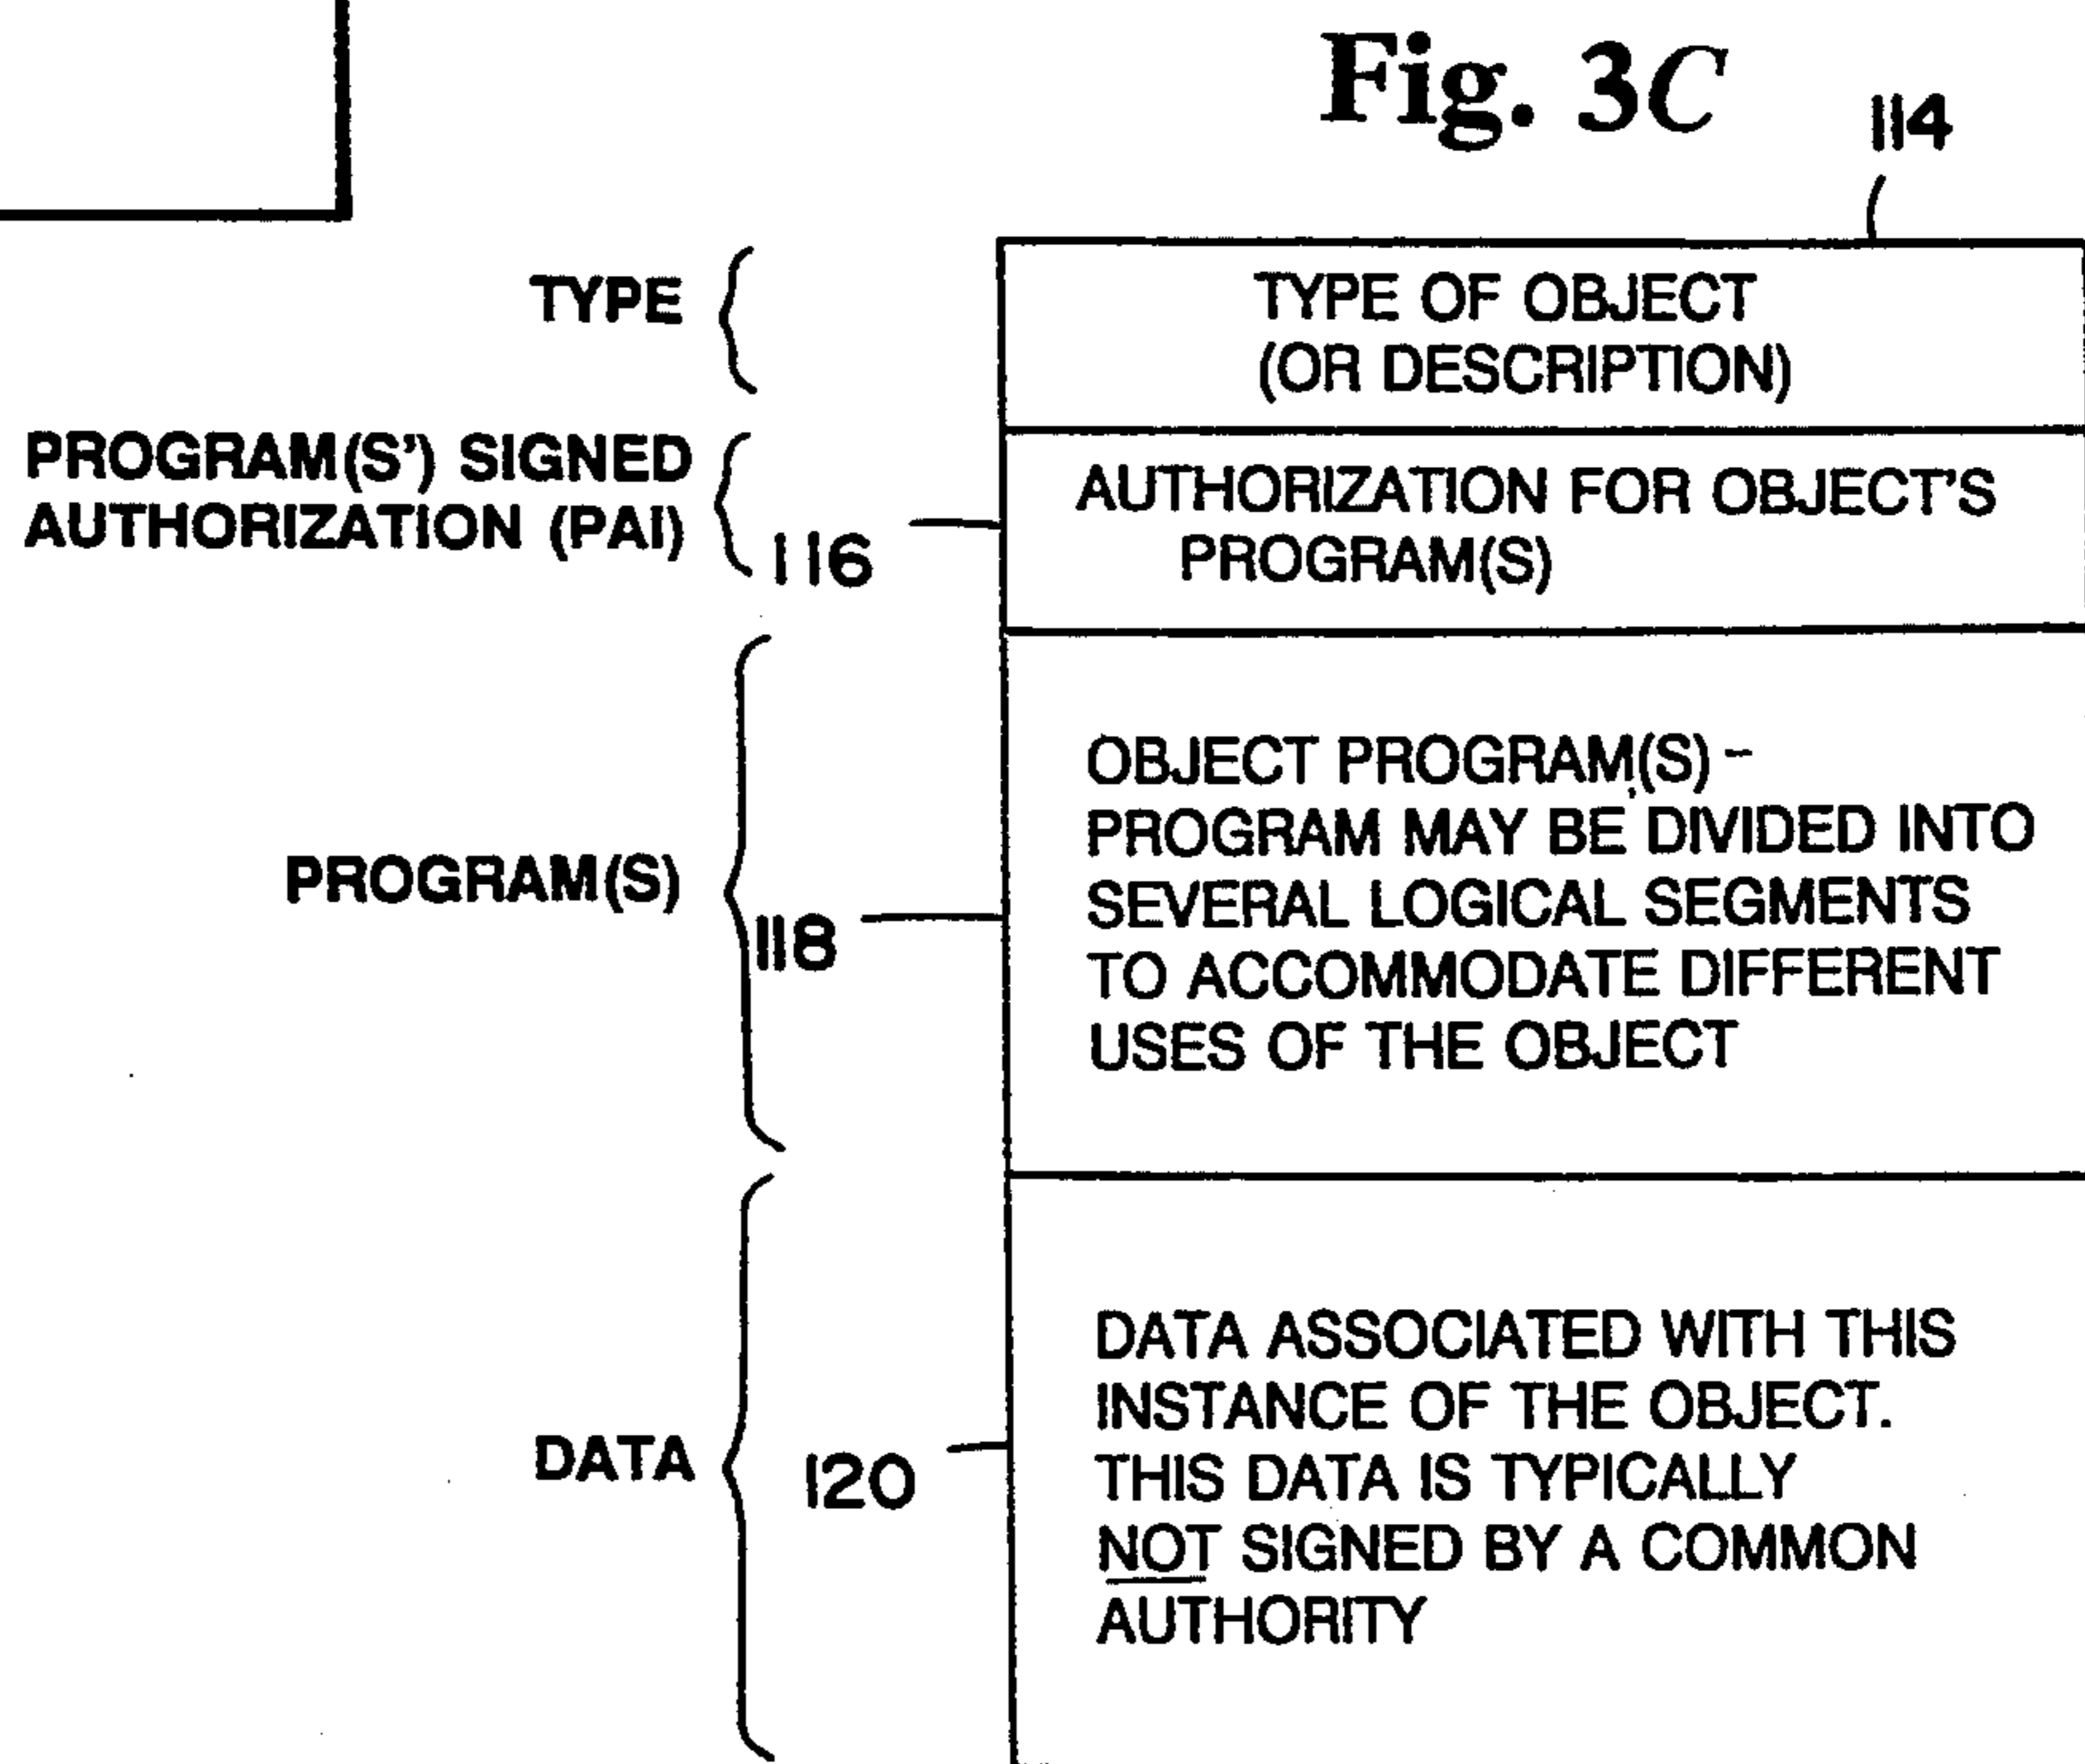 Fig. 3C
114
TYPE
TYPE OF OBJECT
(OR DESCRIPTION)
PROGRAM(S') SIGNED
AUTHORIZATION (PAI)
116
AUTHORIZATION FOR OBJECT'S
PROGRAM(S)
PROGRAM(S)
118
OBJECT PROGRAM(S) -
PROGRAM MAY BE DIVIDED INTO
SEVERAL LOGICAL SEGMENTS
TO ACCOMMODATE DIFFERENT
USES OF THE OBJECT
DATA
120
DATA ASSOCIATED WITH THIS
INSTANCE OF THE OBJECT.
THIS DATA IS TYPICALLY
NOT SIGNED BY A COMMON
AUTHORITY